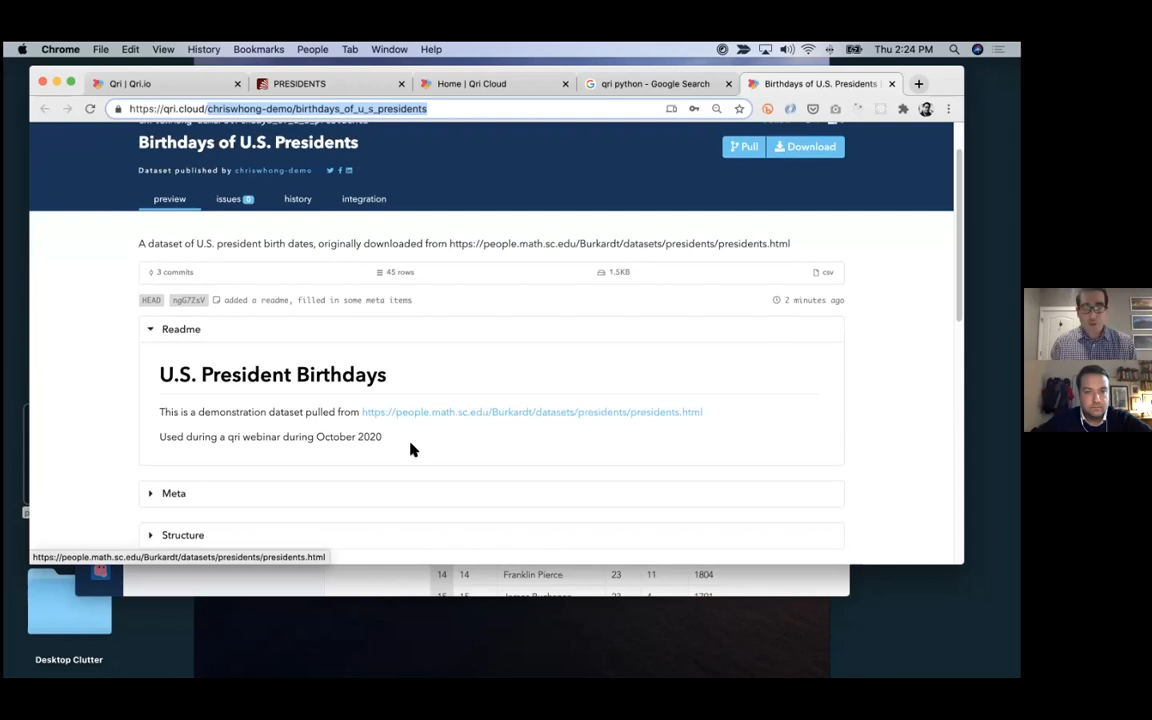 Chrome File Edit View History Bookmarks People Tab Window Help Thu 2:24 PM
Qri | Qri.io PRESIDENTS Home | Qri Cloud qri python - Google Search Birthdays of U.S. Presidents
https://qri.cloud/chriswhong-demo/birthdays_of_u_s_presidents
Birthdays of U.S. Presidents
Pull Download
Dataset published by chriswhong-demo
preview issues 0 history integration
A dataset of U.S. president birth dates, originally downloaded from https://people.math.sc.edu/Burkardt/datasets/presidents/presidents.html
3 commits 45 rows 1.5KB csv
HEAD ngG7ZsV added a readme, filled in some meta items 2 minutes ago
Readme
U.S. President Birthdays
This is a demonstration dataset pulled from https://people.math.sc.edu/Burkardt/datasets/presidents/presidents.html
Used during a qri webinar during October 2020
Meta
Structure
https://people.math.sc.edu/Burkardt/datasets/presidents/presidents.html
14 14 Franklin Pierce 23 11 1804
Desktop Clutter